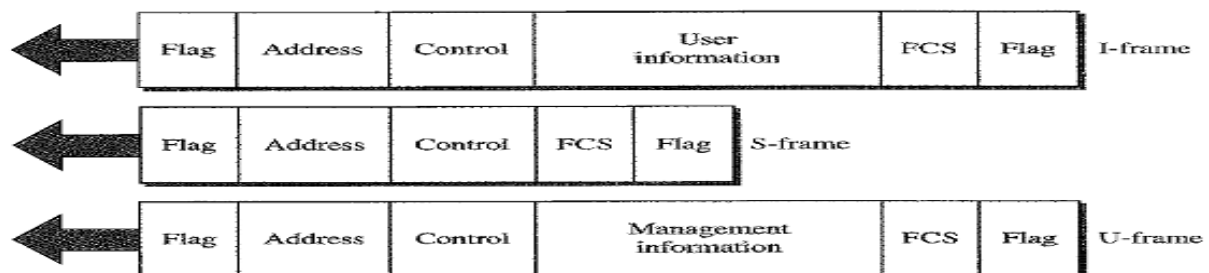 Flag Address Control User information FCS Flag I-frame
Flag Address Control FCS Flag S-frame
Flag Address Control Management information FCS Flag U-frame